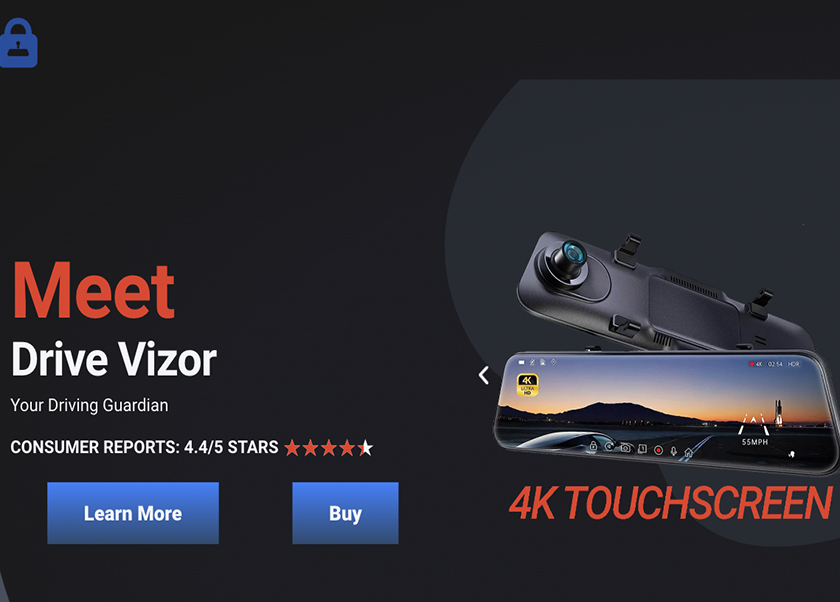 Meet
Drive Vizor
Your Driving Guardian
CONSUMER REPORTS: 4.4/5 STARS
Learn More
Buy
4K 02:54 HDR
4K
ULTRA
HD
55MPH
4K TOUCHSCREEN